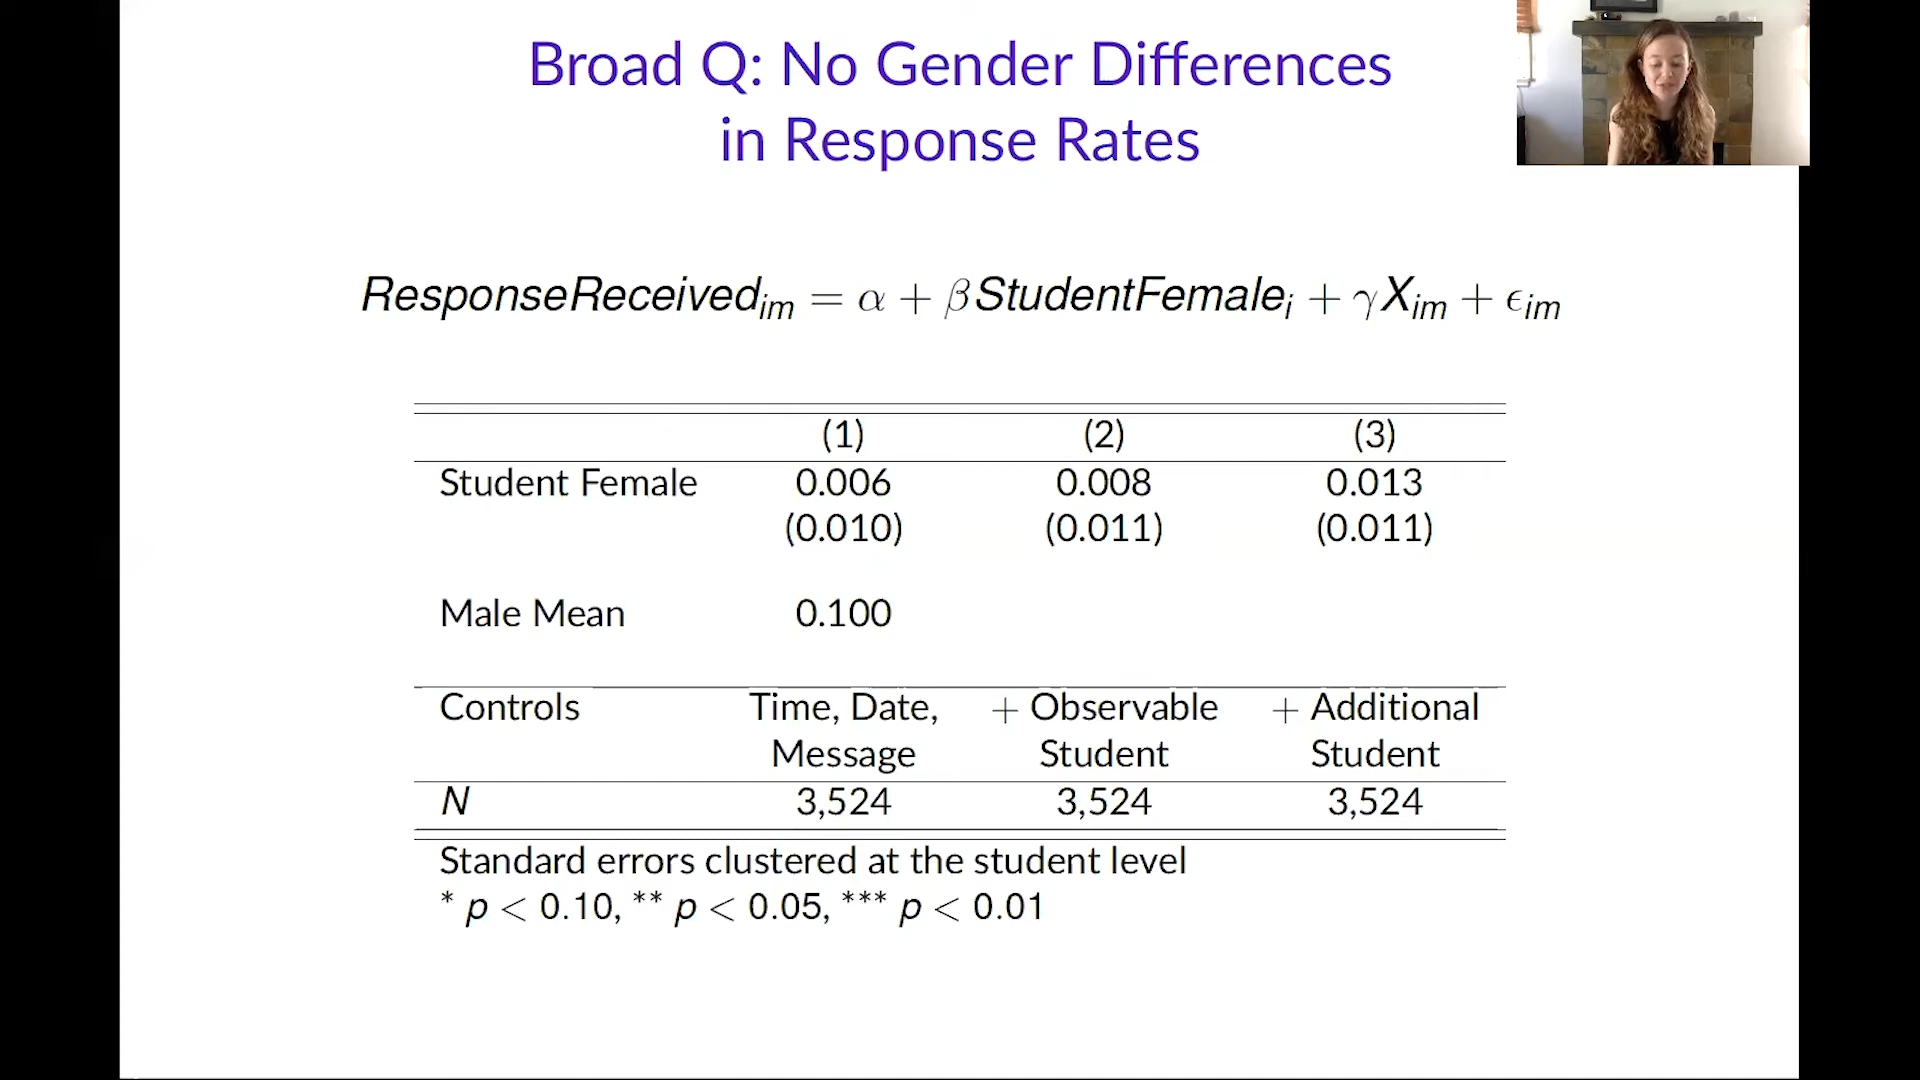 Broad Q: No Gender Differences
in Response Rates
ResponseReceived_im = α + βStudentFemale_i + γX_im + ϵ_im
(1) (2) (3)
Student Female 0.006 0.008 0.013
(0.010) (0.011) (0.011)
Male Mean 0.100
Controls Time, Date, + Observable + Additional
Message Student Student
N 3,524 3,524 3,524
Standard errors clustered at the student level
* p < 0.10, ** p < 0.05, *** p < 0.01